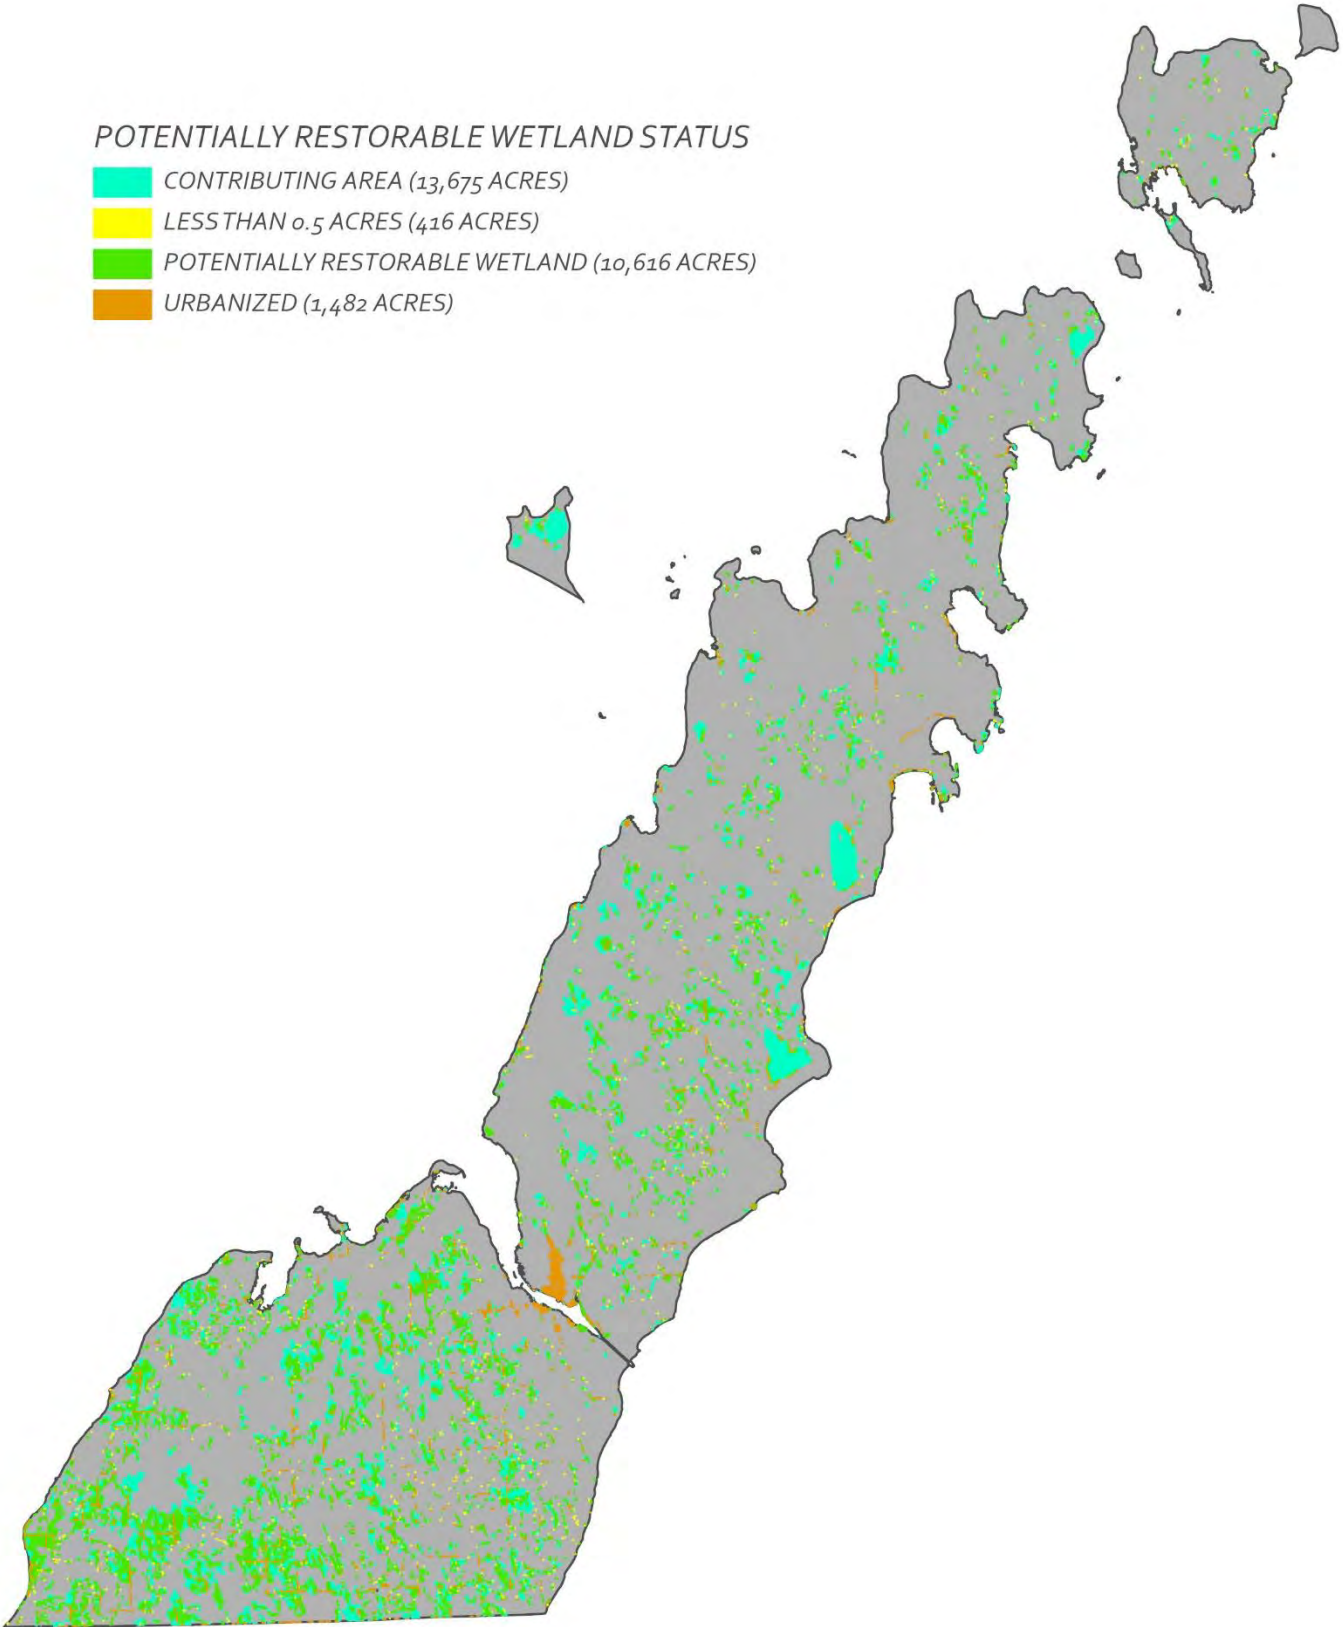 POTENTIALLY RESTORABLE WETLAND STATUS
CONTRIBUTING AREA (13,675 ACRES)
LESS THAN 0.5 ACRES (416 ACRES)
POTENTIALLY RESTORABLE WETLAND (10,616 ACRES)
URBANIZED (1,482 ACRES)